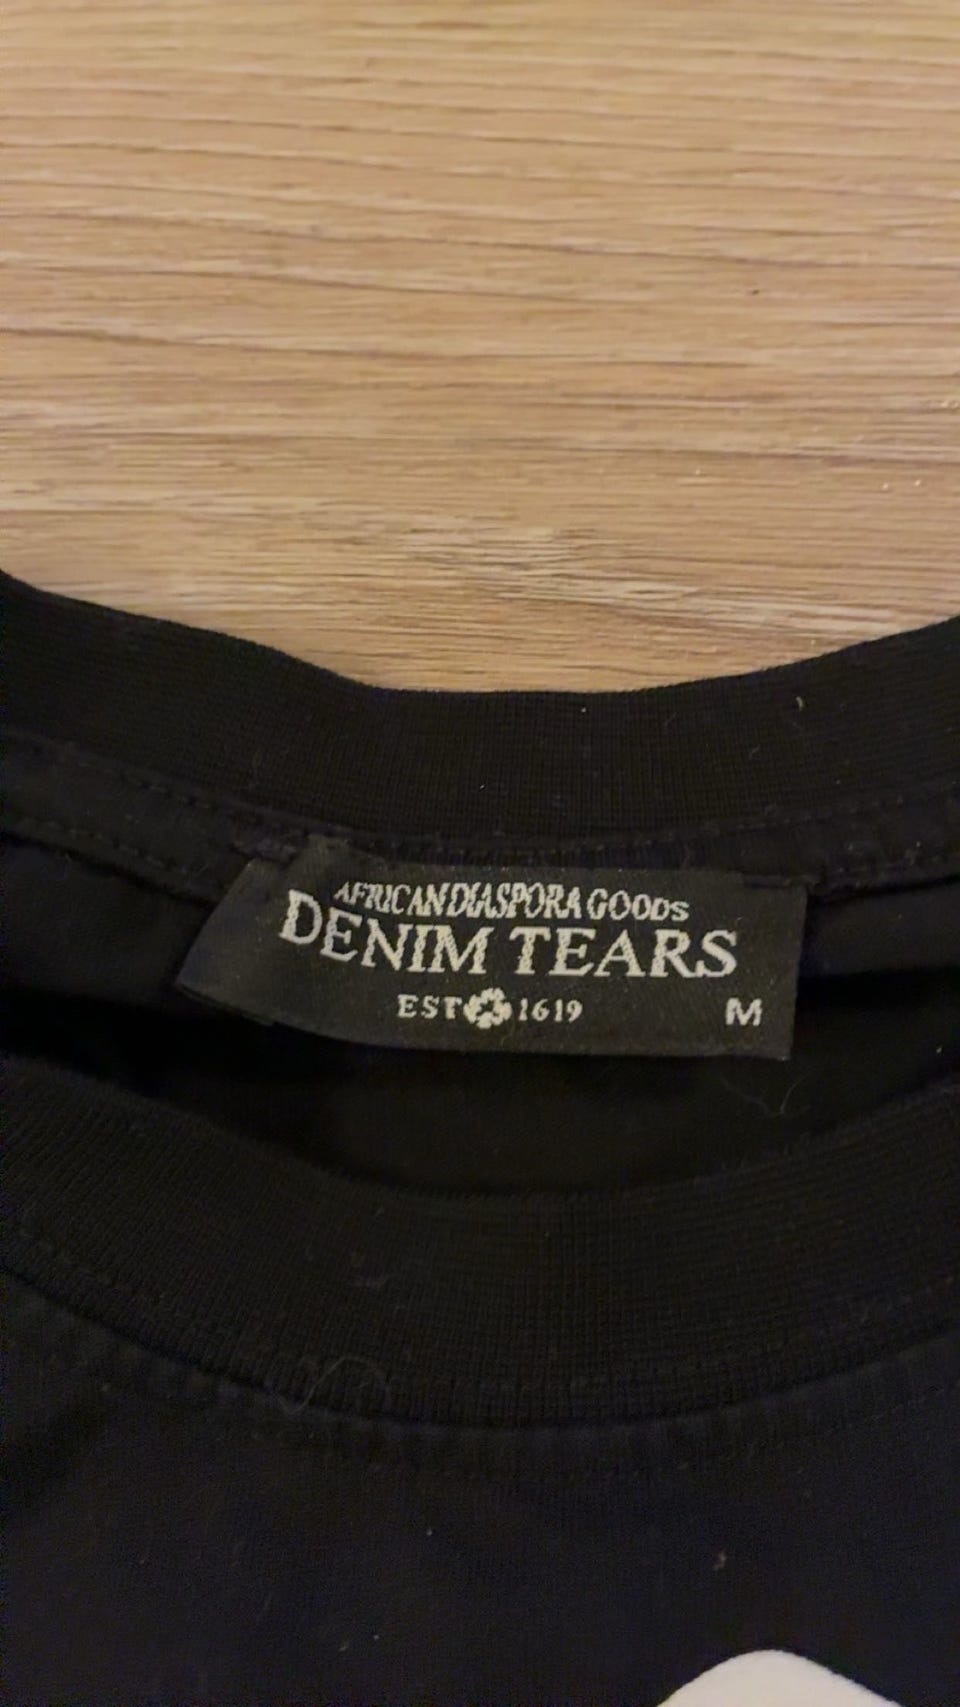 AFRICAN DIASPORA GOODS
DENIM TEARS
EST 1619
M